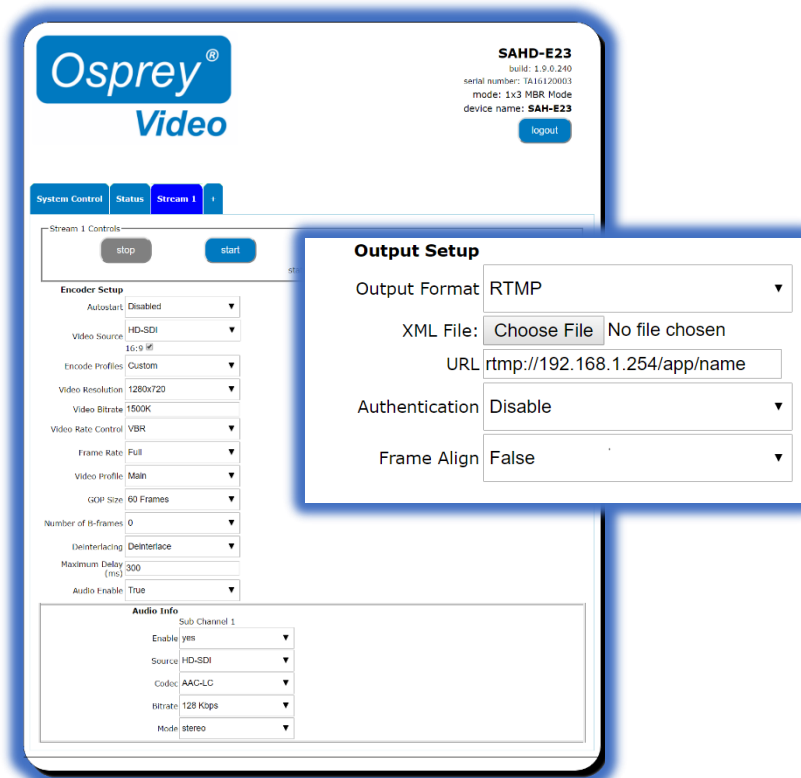 Osprey®
Video
SAHD-E23
build: 1.9.0.240
serial number: TA16120003
mode: 1x3 MBR Mode
device name: SAH-E23
logout
System Control Status Stream 1 +
Stream 1 Controls
stop start
Encoder Setup
Autostart Disabled
Video Source HD-SDI
16:9
Encode Profiles Custom
Video Resolution 1280x720
Video Bitrate 1500K
Video Rate Control VBR
Frame Rate Full
Video Profile Main
GOP Size 60 Frames
Number of B-frames 0
Deinterlacing Deinterlace
Maximum Delay (ms) 300
Audio Enable True
Audio Info
Sub Channel 1
Enable yes
Source HD-SDI
Codec AAC-LC
Bitrate 128 Kbps
Mode stereo
Output Setup
Output Format RTMP
XML File: Choose File No file chosen
URL rtmp://192.168.1.254/app/name
Authentication Disable
Frame Align False